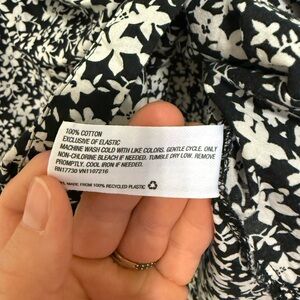 100% COTTON
EXCLUSIVE OF ELASTIC
MACHINE WASH COLD WITH LIKE COLORS. GENTLE CYCLE. ONLY
NON-CHLORINE BLEACH IF NEEDED. TUMBLE DRY LOW. REMOVE
PROMPTLY. COOL IRON IF NEEDED.
RN17730 VN1107216
MADE FROM 100% RECYCLED PLASTIC